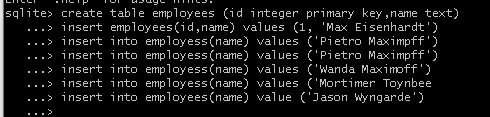 Enter ".help" for usage hints.
sqlite> create table employees (id integer primary key,name text)
...> insert employees(id,name) values (1, 'Max Eisenhardt')
...> insert into employess(name) values ('Pietro Maximpff')
...> insert into employess(name) values ('Pietro Maximpff')
...> insert into employess(name) values ('Wanda Maximoff')
...> insert into employess(name) values ('Mortimer Toynbee
...> insert into employees(name) value ('Jason Wyngarde')
...>